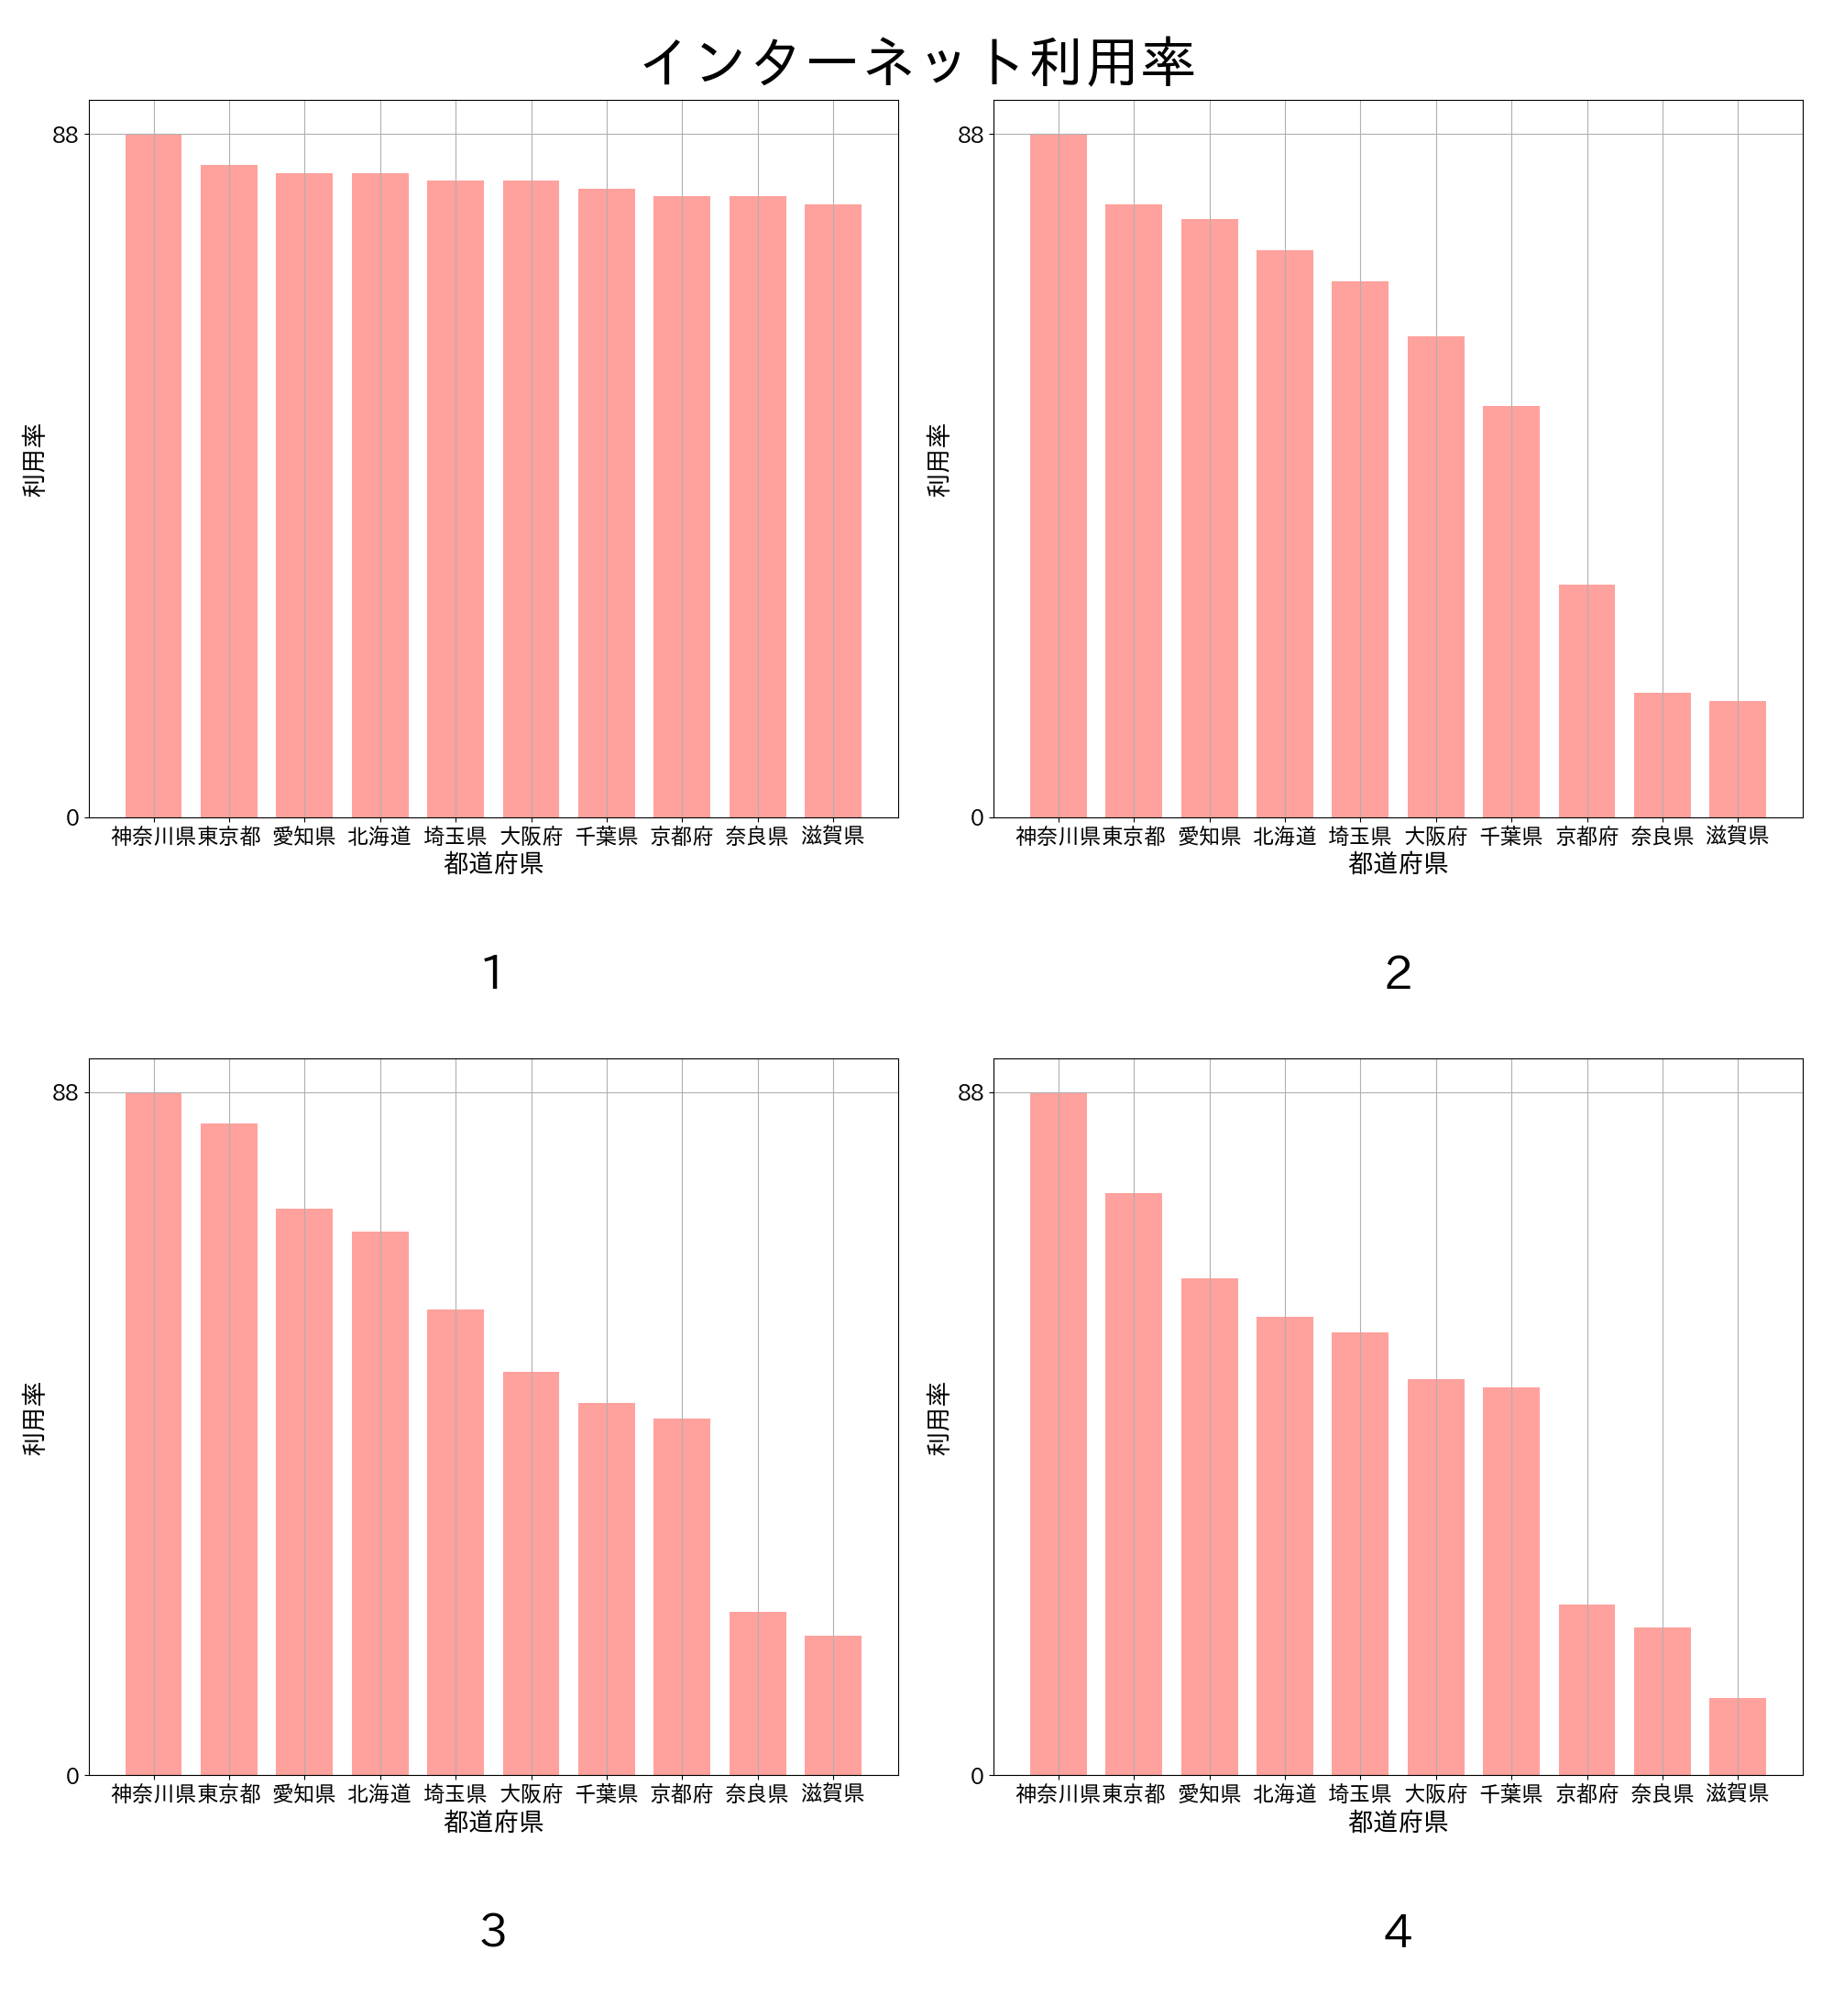 インターネット利用率
88
0
利用率
神奈川県 東京都 愛知県 北海道 埼玉県 大阪府 千葉県 京都府 奈良県 滋賀県
都道府県
1
88
0
利用率
神奈川県 東京都 愛知県 北海道 埼玉県 大阪府 千葉県 京都府 奈良県 滋賀県
都道府県
2
88
0
利用率
神奈川県 東京都 愛知県 北海道 埼玉県 大阪府 千葉県 京都府 奈良県 滋賀県
都道府県
3
88
0
利用率
神奈川県 東京都 愛知県 北海道 埼玉県 大阪府 千葉県 京都府 奈良県 滋賀県
都道府県
4